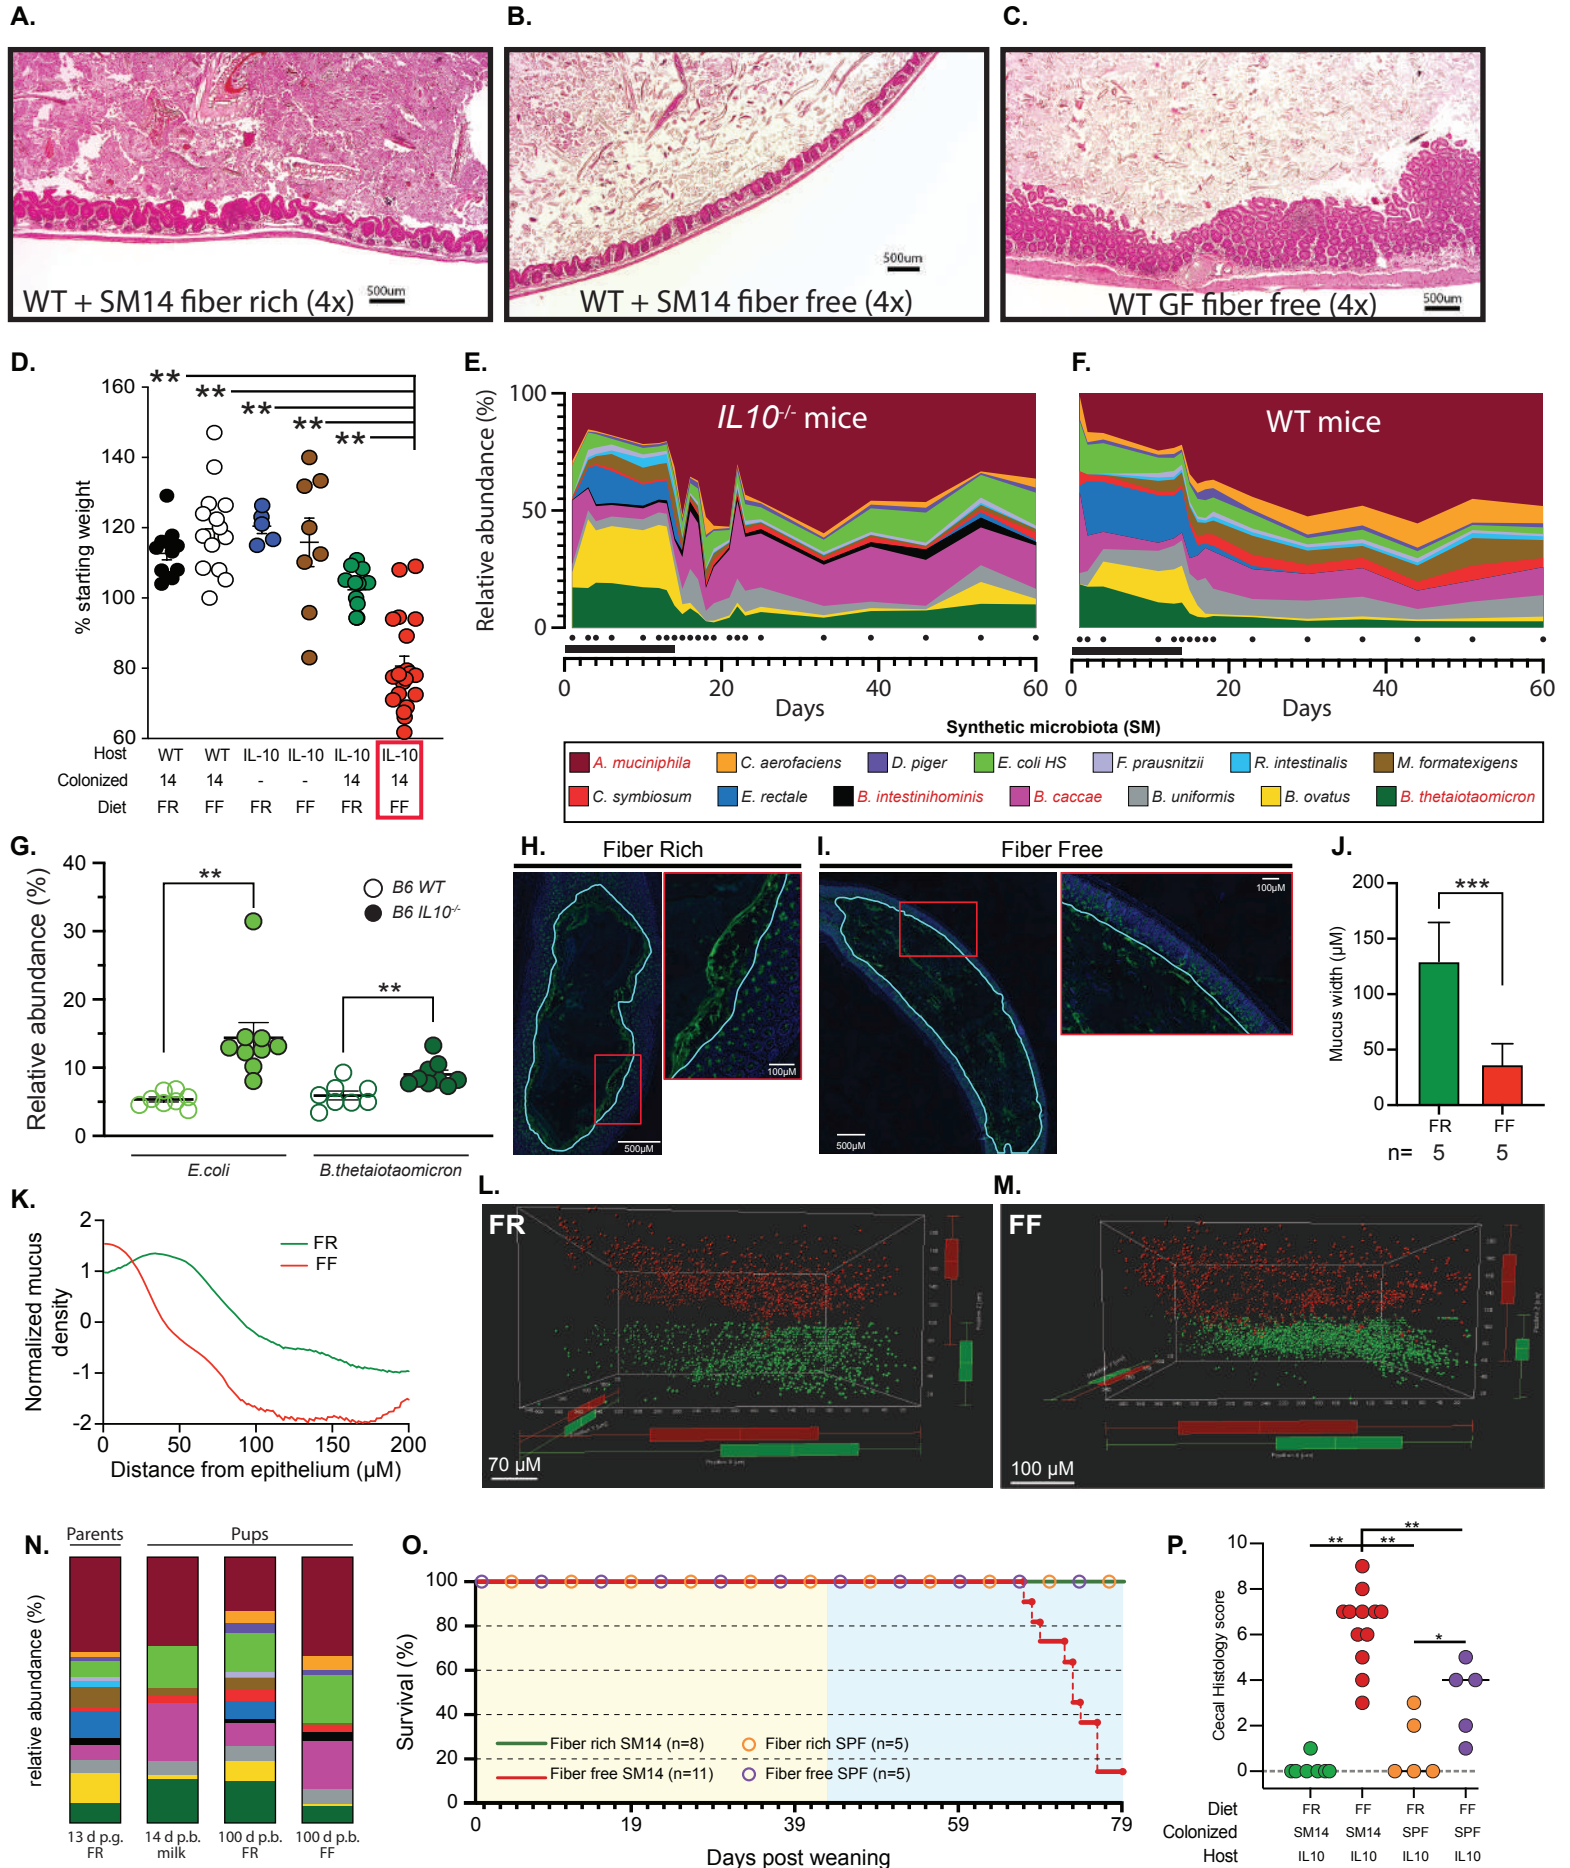 A.
B.
C.
WT + SM14 fiber rich (4x)
500um
WT + SM14 fiber free (4x)
500um
WT GF fiber free (4x)
500um
D.
% starting weight
160
140
120
100
80
60
**
**
**
**
**
Host WT WT IL-10 IL-10 IL-10 IL-10
Colonized 14 14 - - 14 14
Diet FR FF FR FF FR FF
E.
Relative abundance (%)
100
50
0
IL10-/- mice
0 20 40 60
Days
F.
WT mice
0 20 40 60
Days
Synthetic microbiota (SM)
A. muciniphila C. aerofaciens D. piger E. coli HS F. prausnitzii R. intestinalis M. formatexigens
C. symbiosum E. rectale B. intestinihominis B. caccae B. uniformis B. ovatus B. thetaiotaomicron
G.
Relative abundance (%)
40
30
20
10
0
**
**
B6 WT
B6 IL10-/-
E.coli
B.thetaiotaomicron
H.
Fiber Rich
500µM
100µM
I.
Fiber Free
500µM
100µM
J.
Mucus width (µM)
200
150
100
50
0
***
FR FF
n= 5 5
K.
Normalized mucus
density
2
1
0
-1
-2
FR
FF
0 50 100 150 200
Distance from epithelium (µM)
L.
FR
70 µM
M.
FF
100 µM
N.
Parents Pups
relative abundance (%)
13 d p.g. 14 d p.b. 100 d p.b. 100 d p.b.
FR milk FR FF
O.
Survival (%)
100
80
60
40
20
0
Fiber rich SM14 (n=8)
Fiber rich SPF (n=5)
Fiber free SM14 (n=11)
Fiber free SPF (n=5)
0 19 39 59 79
Days post weaning
P.
Cecal Histology score
10
8
6
4
2
0
**
**
**
*
Diet FR FF FR FF
Colonized SM14 SM14 SPF SPF
Host IL10 IL10 IL10 IL10